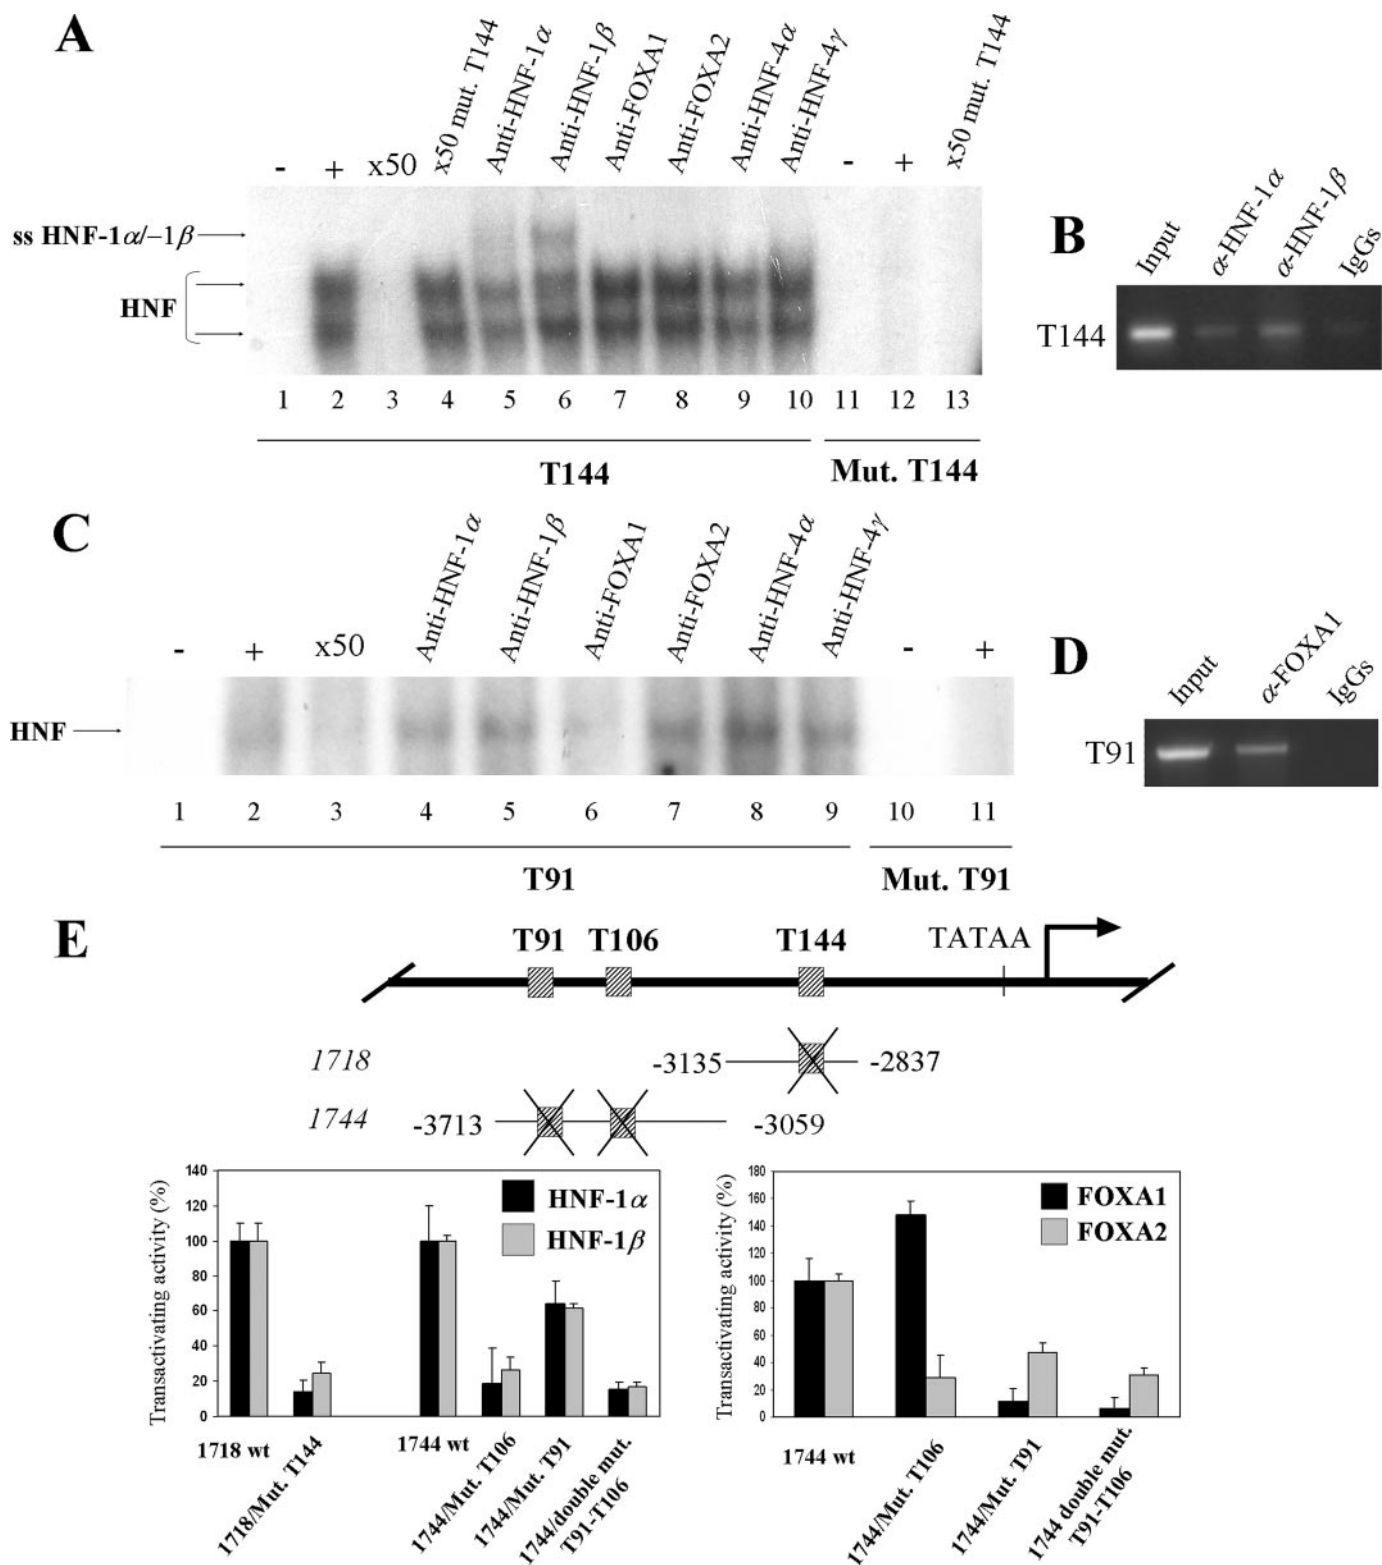 A
- + x50 x50 mut. T144 Anti-HNF-1α Anti-HNF-1β Anti-FOXA1 Anti-FOXA2 Anti-HNF-4α Anti-HNF-4γ - + x50 mut. T144
ss HNF-1α/–1β
HNF
1 2 3 4 5 6 7 8 9 10 11 12 13
T144 Mut. T144
B
Input α-HNF-1α α-HNF-1β IgGs
T144
C
- + x50 Anti-HNF-1α Anti-HNF-1β Anti-FOXA1 Anti-FOXA2 Anti-HNF-4α Anti-HNF-4γ - +
HNF
1 2 3 4 5 6 7 8 9 10 11
T91 Mut. T91
D
Input α-FOXA1 IgGs
T91
E
T91 T106 T144 TATAA
1718 -3135 -2837
1744 -3713 -3059
Transactivating activity (%)
140
120
100
80
60
40
20
0
HNF-1α
HNF-1β
1718 wt
1718/Mut. T144
1744 wt
1744/Mut. T106
1744/Mut. T91
1744/double mut.
T91-T106
Transactivating activity (%)
180
160
140
120
100
80
60
40
20
0
FOXA1
FOXA2
1744 wt
1744/Mut. T106
1744/Mut. T91
1744 double mut.
T91-T106